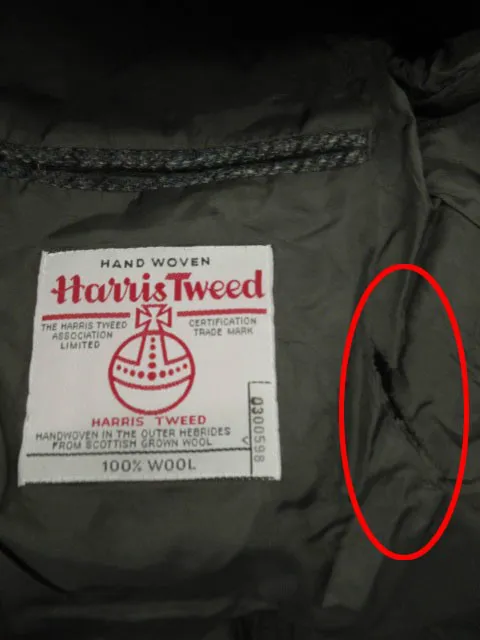 HAND WOVEN
Harris Tweed
THE HARRIS TWEED
ASSOCIATION
LIMITED
CERTIFICATION
TRADE MARK
HARRIS TWEED
HANDWOVEN IN THE OUTER HEBRIDES
FROM SCOTTISH GROWN WOOL
100% WOOL
0300598 V